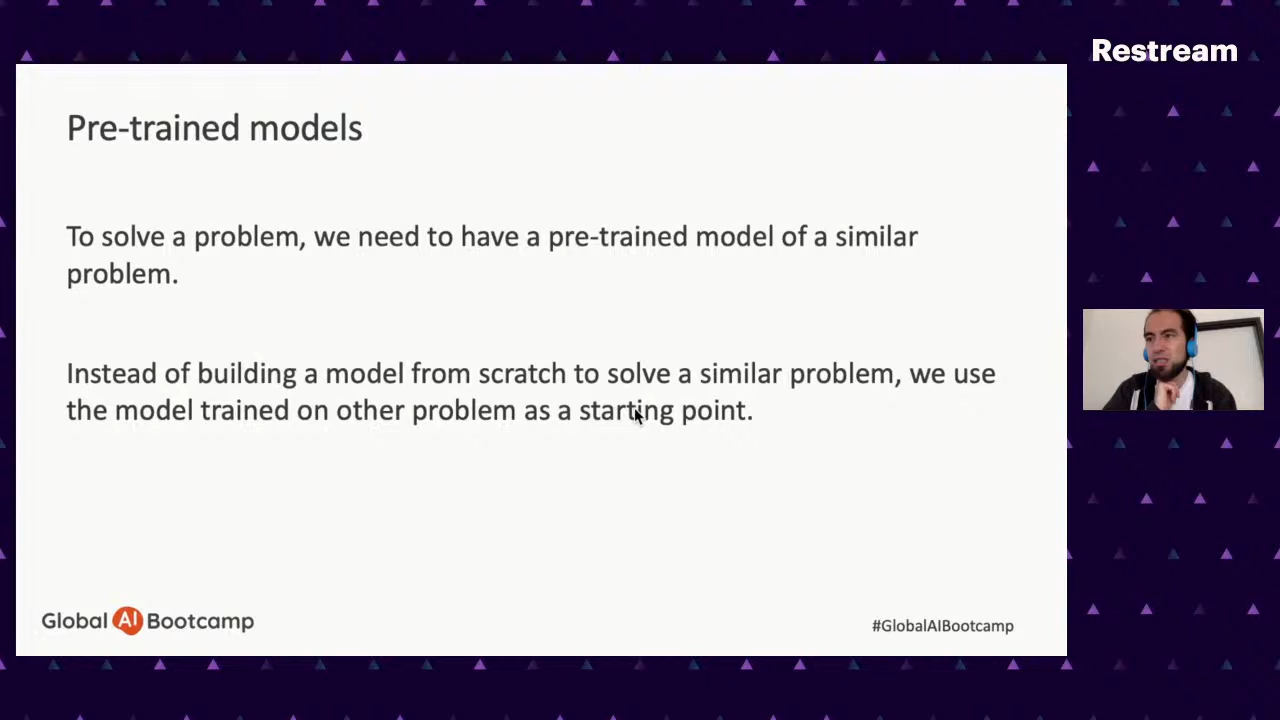 Restream
Pre-trained models
To solve a problem, we need to have a pre-trained model of a similar
problem.
Instead of building a model from scratch to solve a similar problem, we use
the model trained on other problem as a starting point.
Global AI Bootcamp
#GlobalAIBootcamp